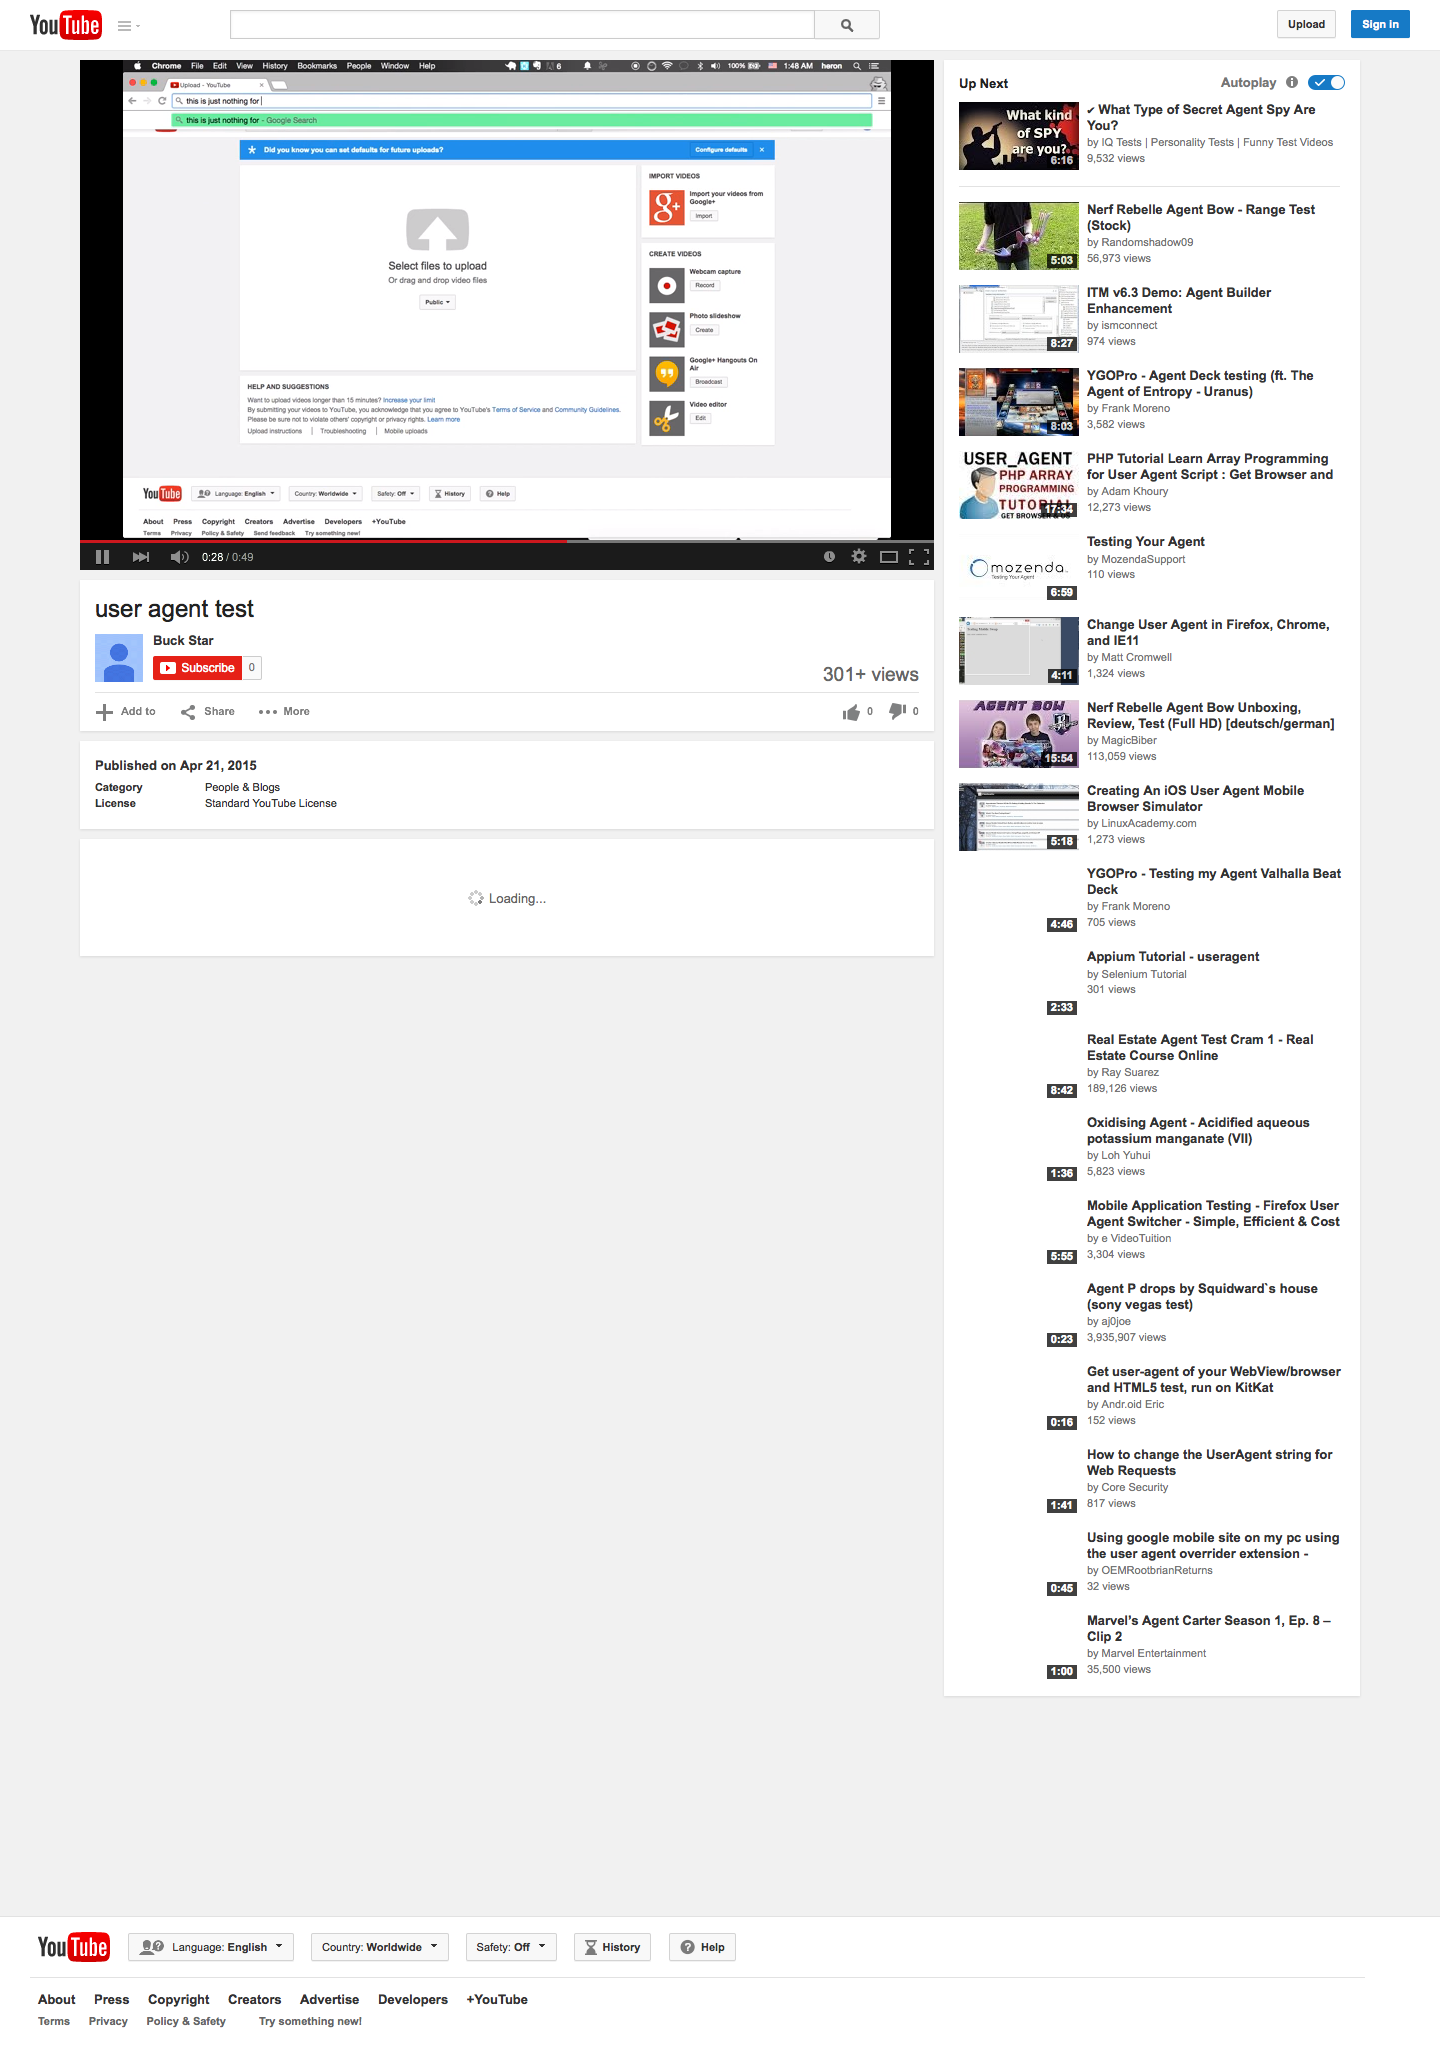 YouTube
Upload
Sign in
Chrome File Edit View History Bookmarks People Window Help
6 100% 1:48 AM heron
Upload - YouTube
this is just nothing for
this is just nothing for - Google Search
Did you know you can set defaults for future uploads?
Configure defaults
Select files to upload
Or drag and drop video files
Public
IMPORT VIDEOS
Import your videos from
Google+
Import
CREATE VIDEOS
Webcam capture
Record
Photo slideshow
Create
Google+ Hangouts On
Air
Broadcast
Video editor
Edit
HELP AND SUGGESTIONS
Want to upload videos longer than 15 minutes? Increase your limit
By submitting your videos to YouTube, you acknowledge that you agree to YouTube's Terms of Service and Community Guidelines.
Please be sure not to violate others' copyright or privacy rights. Learn more
Upload instructions Troubleshooting Mobile uploads
YouTube Language: English Country: Worldwide Safety: Off History Help
About Press Copyright Creators Advertise Developers +YouTube
Terms Privacy Policy & Safety Send feedback Try something new!
0:28 / 0:49
user agent test
Buck Star
Subscribe 0
301+ views
Add to Share More
0 0
Published on Apr 21, 2015
Category People & Blogs
License Standard YouTube License
Loading...
Up Next
Autoplay
What kind
of SPY
are you?
6:16
✔ What Type of Secret Agent Spy Are
You?
by IQ Tests | Personality Tests | Funny Test Videos
9,532 views
5:03
Nerf Rebelle Agent Bow - Range Test
(Stock)
by Randomshadow09
56,973 views
8:27
ITM v6.3 Demo: Agent Builder
Enhancement
by ismconnect
974 views
8:03
YGOPro - Agent Deck testing (ft. The
Agent of Entropy - Uranus)
by Frank Moreno
3,582 views
USER_AGENT
PHP ARRAY
PROGRAMMING
TUTORIAL
PHP Tutorial Learn Array Programming
for User Agent Script : Get Browser and
by Adam Khoury
12,273 views
mozenda
Testing Your Agent
6:59
Testing Your Agent
by MozendaSupport
110 views
4:11
Change User Agent in Firefox, Chrome,
and IE11
by Matt Cromwell
1,324 views
AGENT BOW
15:54
Nerf Rebelle Agent Bow Unboxing,
Review, Test (Full HD) [deutsch/german]
by MagicBiber
113,059 views
5:18
Creating An iOS User Agent Mobile
Browser Simulator
by LinuxAcademy.com
1,273 views
4:46
YGOPro - Testing my Agent Valhalla Beat
Deck
by Frank Moreno
705 views
2:33
Appium Tutorial - useragent
by Selenium Tutorial
301 views
8:42
Real Estate Agent Test Cram 1 - Real
Estate Course Online
by Ray Suarez
189,126 views
1:36
Oxidising Agent - Acidified aqueous
potassium manganate (VII)
by Loh Yuhui
5,823 views
5:55
Mobile Application Testing - Firefox User
Agent Switcher - Simple, Efficient & Cost
by e VideoTuition
3,304 views
0:23
Agent P drops by Squidward`s house
(sony vegas test)
by aj0joe
3,935,907 views
0:16
Get user-agent of your WebView/browser
and HTML5 test, run on KitKat
by Andr.oid Eric
152 views
1:41
How to change the UserAgent string for
Web Requests
by Core Security
817 views
0:45
Using google mobile site on my pc using
the user agent overrider extension -
by OEMRootbrianReturns
32 views
1:00
Marvel's Agent Carter Season 1, Ep. 8 –
Clip 2
by Marvel Entertainment
35,500 views
YouTube Language: English Country: Worldwide Safety: Off History Help
About Press Copyright Creators Advertise Developers +YouTube
Terms Privacy Policy & Safety Try something new!